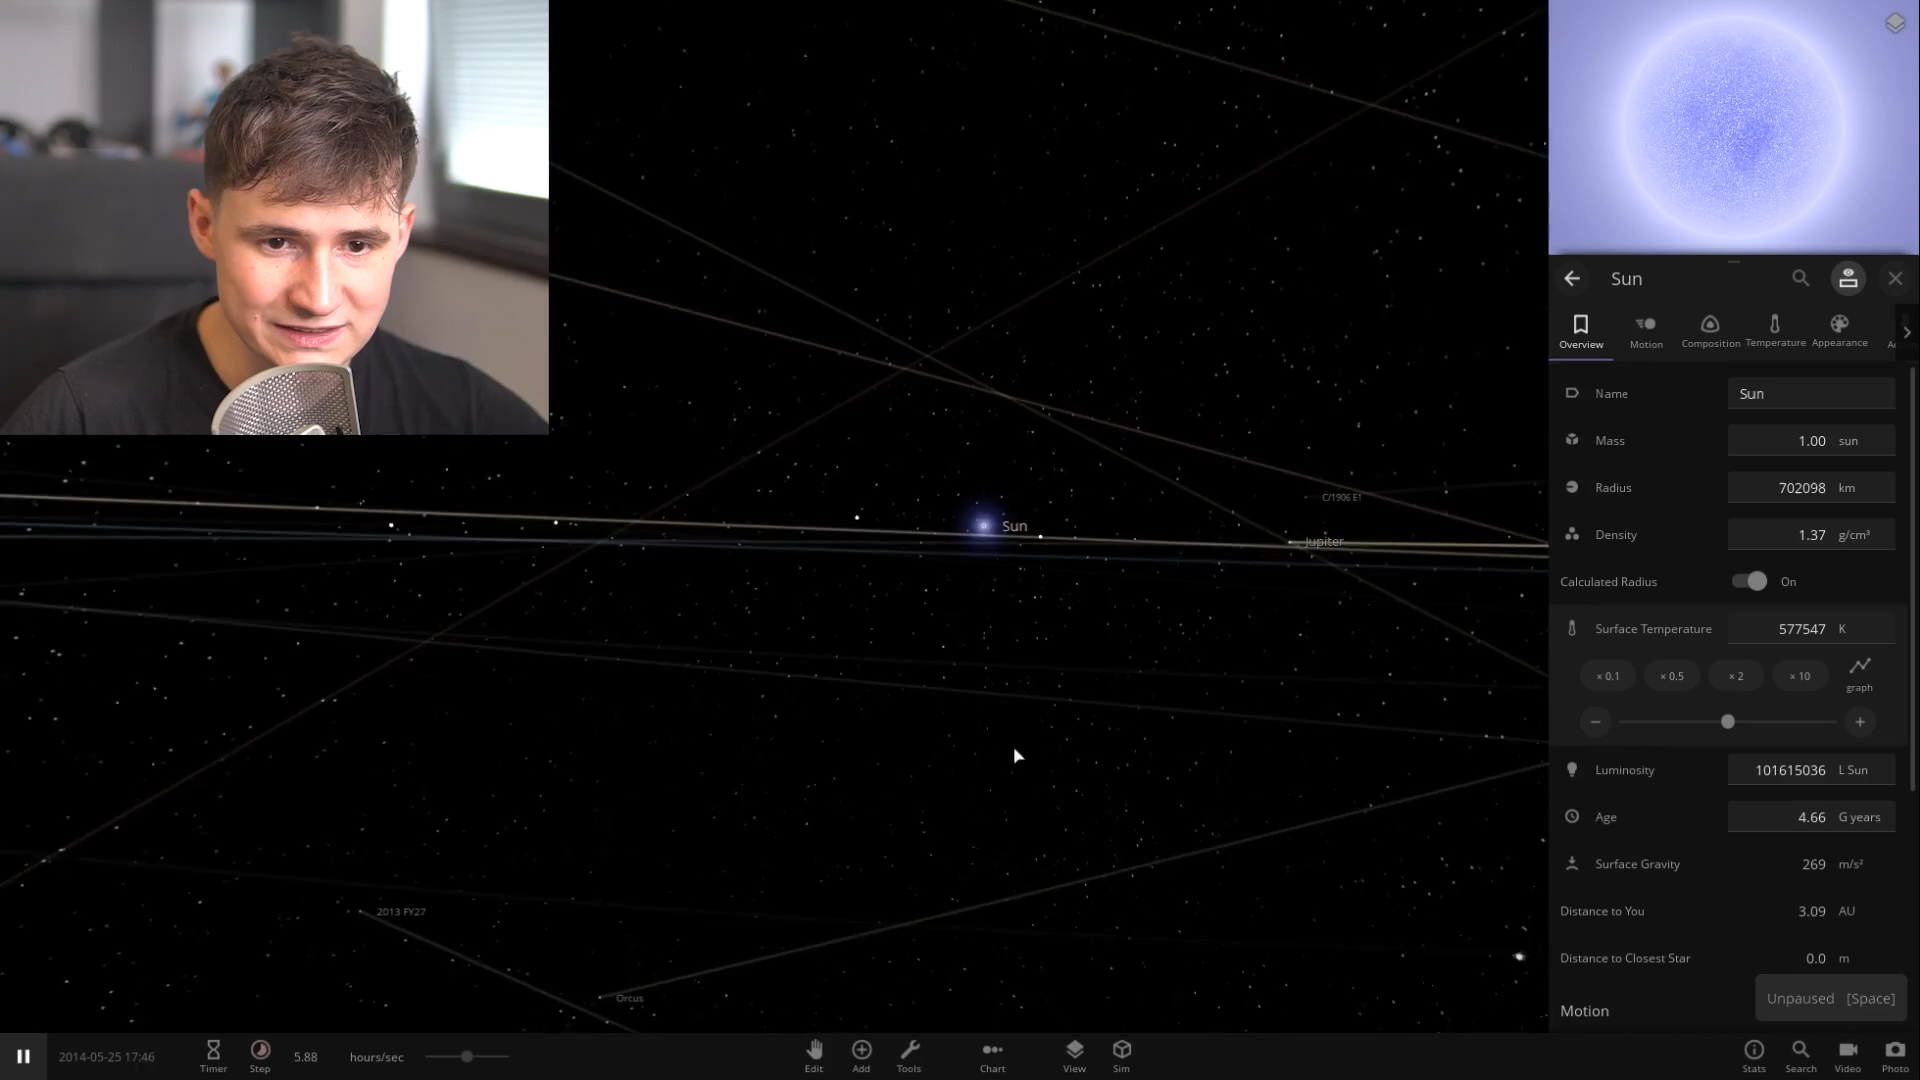 Sun
Overview
Motion
Composition
Temperature
Appearance
Name
Sun
Mass
1.00 sun
Radius
702098 km
Density
1.37 g/cm³
Calculated Radius
On
Surface Temperature
577547 K
× 0.1
× 0.5
× 2
× 10
graph
Luminosity
101615036 L Sun
Age
4.66 G years
Surface Gravity
269 m/s²
Distance to You
3.09 AU
Distance to Closest Star
0.0 m
Motion
Unpaused [Space]
C/1906 E1
Sun
Jupiter
2013 FY27
Orcus
2014-05-25 17:46
Timer
Step
5.88 hours/sec
Edit
Add
Tools
Chart
View
Sim
Stats
Search
Video
Photo